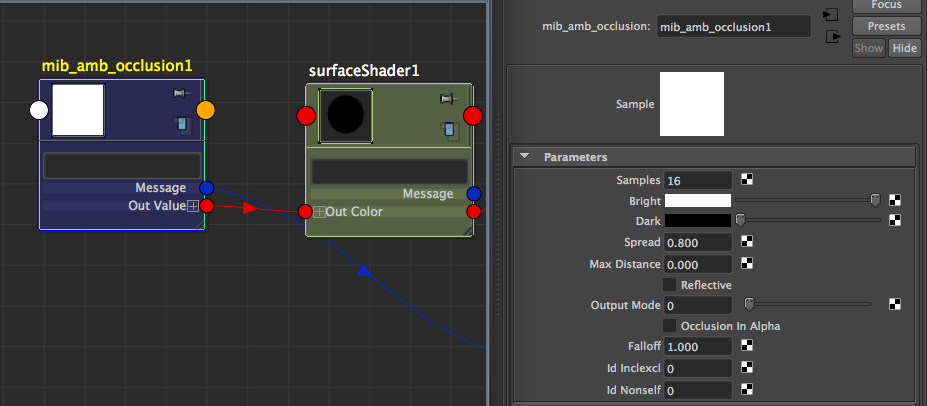 mib_amb_occlusion1
Message
Out Value
surfaceShader1
Message
Out Color
Focus
Presets
Show Hide
mib_amb_occlusion: mib_amb_occlusion1
Sample
Parameters
Samples 16
Bright
Dark
Spread 0.800
Max Distance 0.000
Reflective
Output Mode 0
Occlusion In Alpha
Falloff 1.000
Id Inclexcl 0
Id Nonself 0